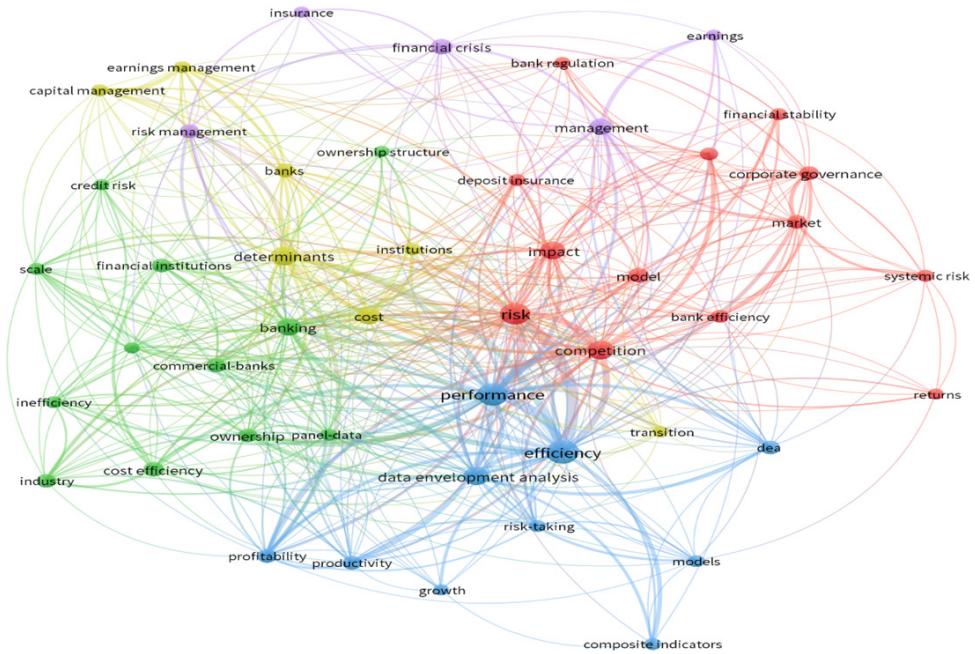 insurance
financial crisis
earnings
bank regulation
earnings management
capital management
financial stability
management
risk management
ownership structure
banks
deposit insurance
corporate governance
credit risk
market
institutions
impact
determinants
financial institutions
scale
model
systemic risk
risk
cost
bank efficiency
banking
competition
commercial-banks
performance
returns
inefficiency
transition
ownership
panel-data
dea
efficiency
cost efficiency
data envelopment analysis
industry
risk-taking
profitability
productivity
models
growth
composite indicators